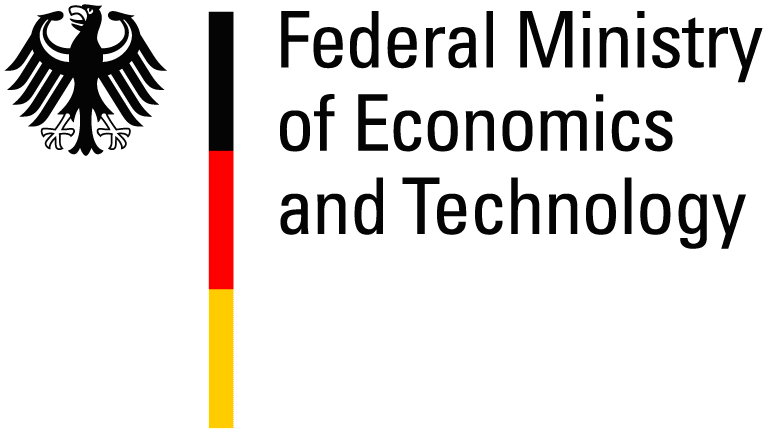 Federal Ministry
of Economics
and Technology